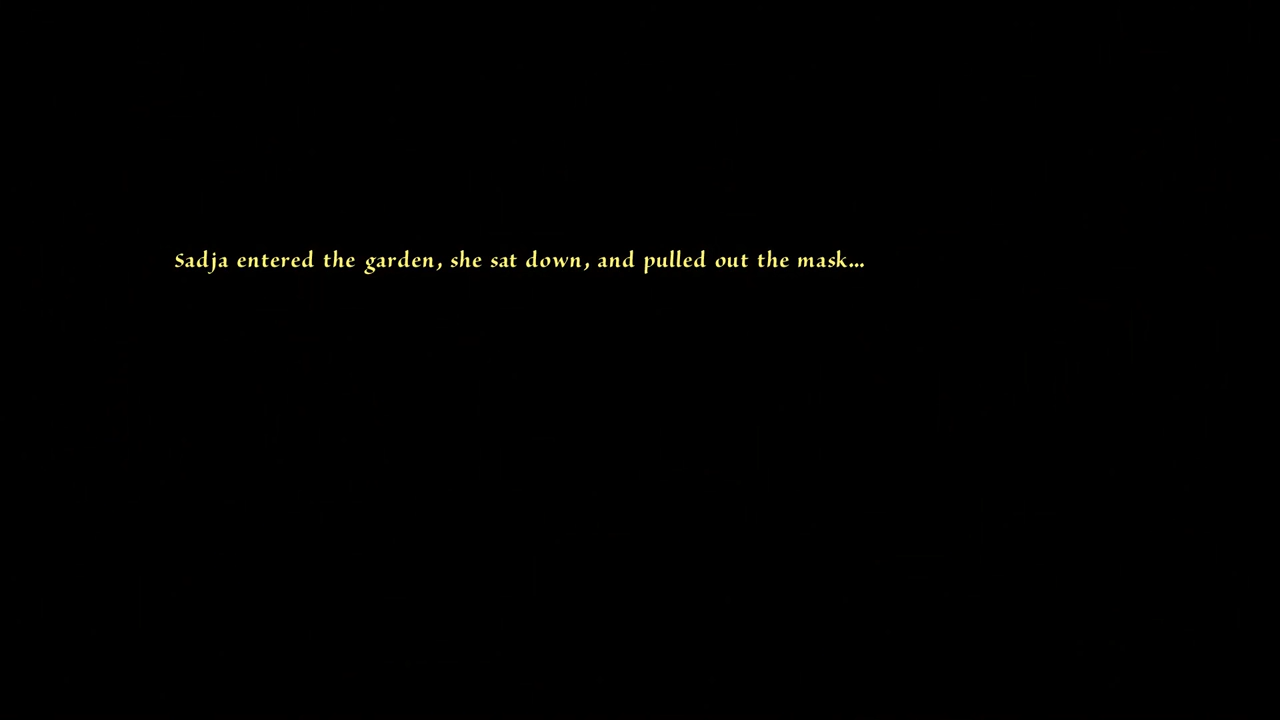 Sadja entered the garden, she sat down, and pulled out the mask...